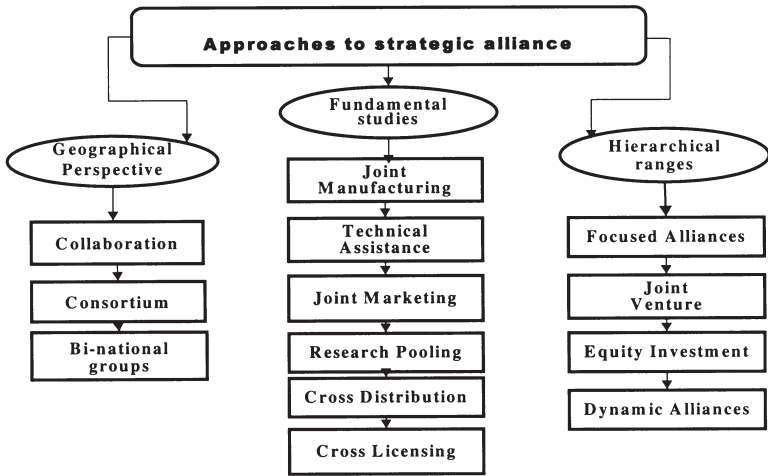 Approaches to strategic alliance
Geographical
Perspective
Collaboration
Consortium
Bi-national
groups
Fundamental
studies
Joint
Manufacturing
Technical
Assistance
Joint Marketing
Research Pooling
Cross Distribution
Cross Licensing
Hierarchical
ranges
Focused Alliances
Joint
Venture
Equity Investment
Dynamic Alliances